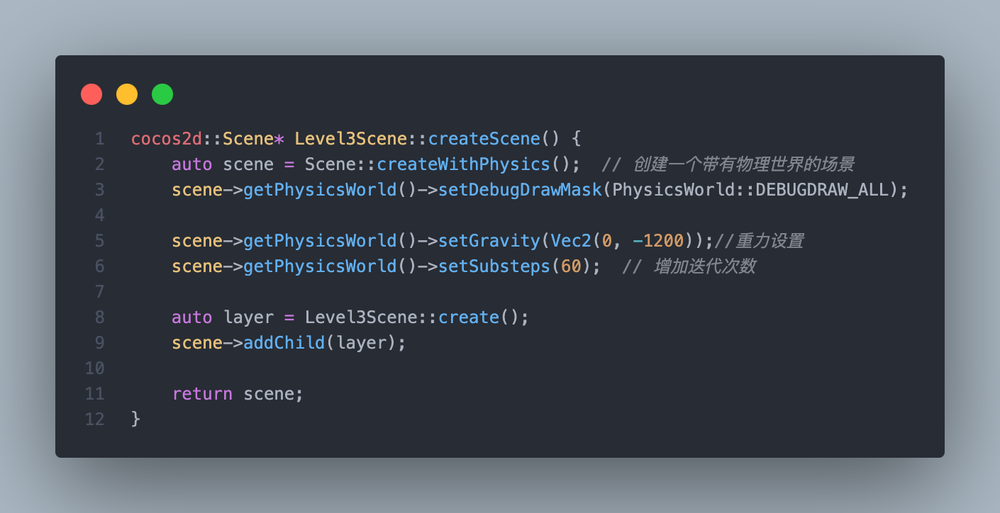 1 cocos2d::Scene* Level3Scene::createScene() {
2     auto scene = Scene::createWithPhysics();  // 创建一个带有物理世界的场景
3     scene->getPhysicsWorld()->setDebugDrawMask(PhysicsWorld::DEBUGDRAW_ALL);
4
5     scene->getPhysicsWorld()->setGravity(Vec2(0, -1200));//重力设置
6     scene->getPhysicsWorld()->setSubsteps(60);  // 增加迭代次数
7
8     auto layer = Level3Scene::create();
9     scene->addChild(layer);
10
11     return scene;
12 }